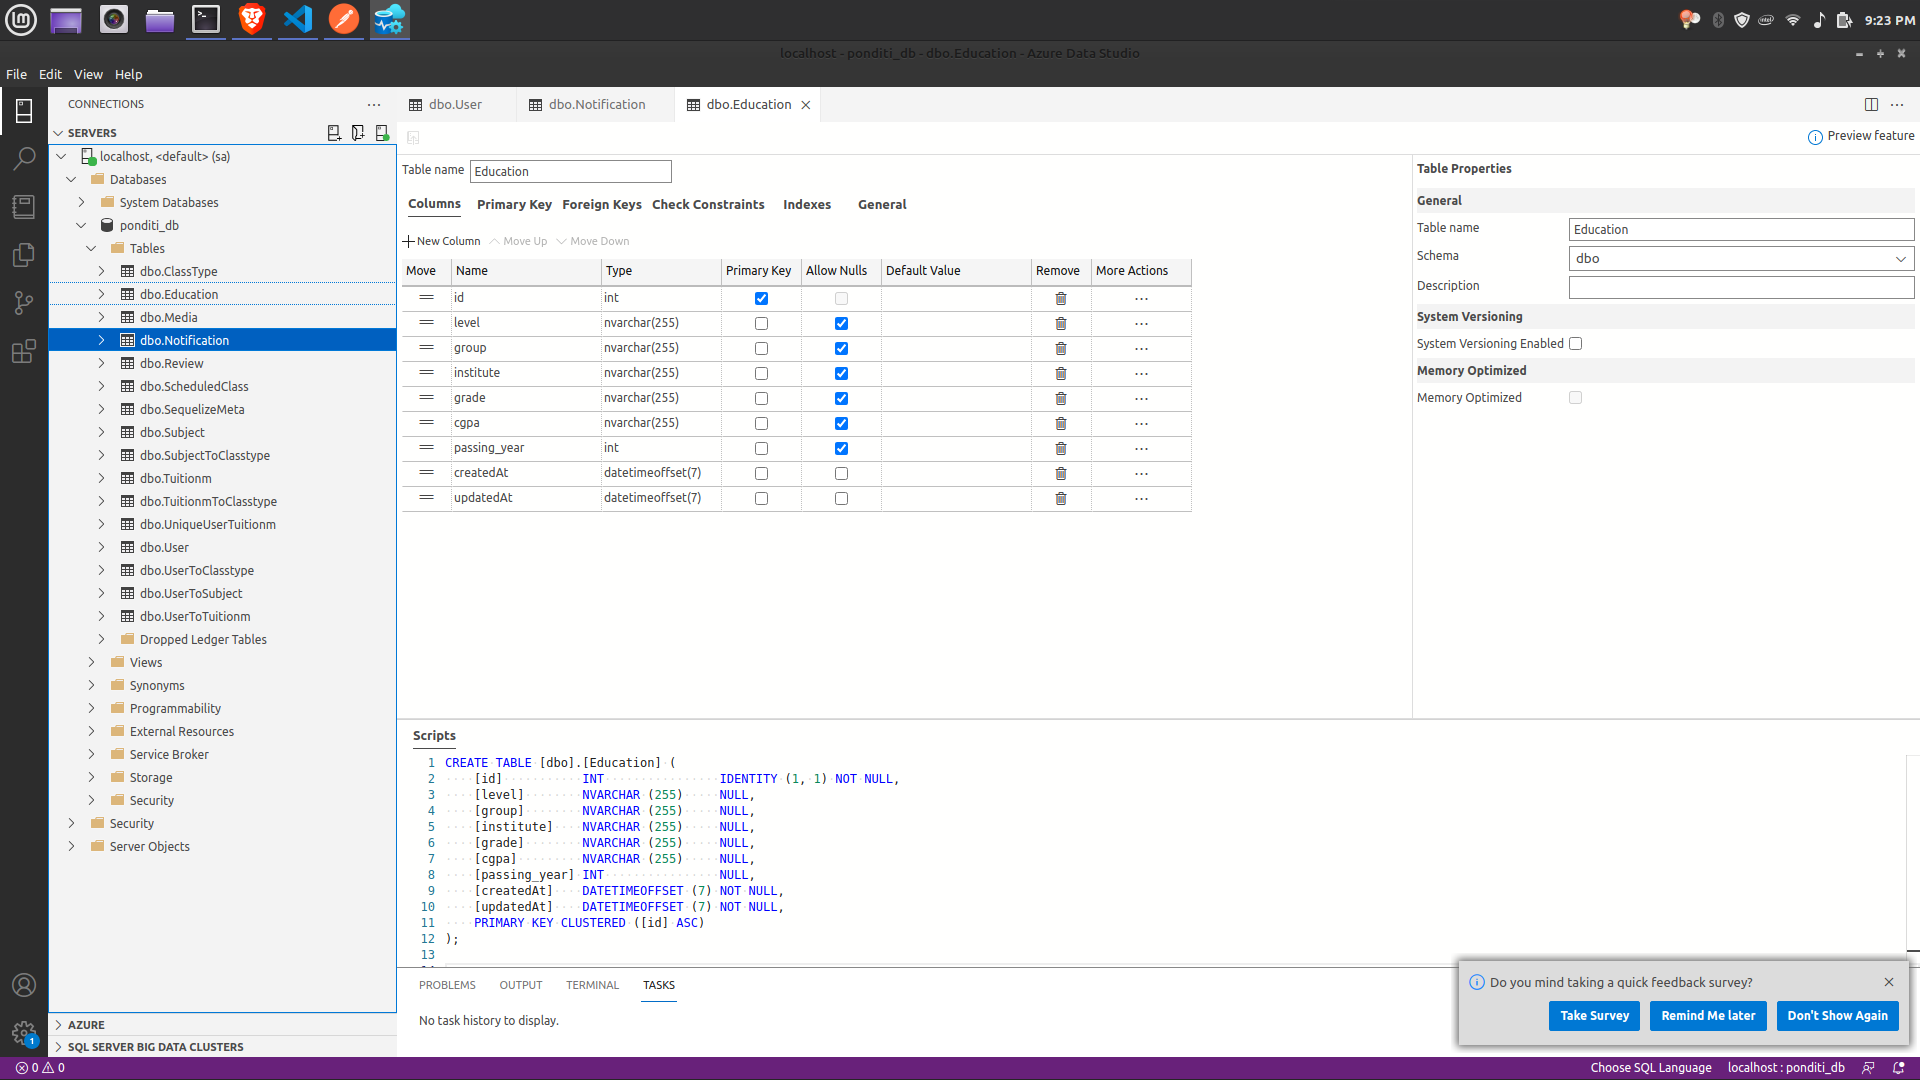 9:23 PM
localhost - ponditi_db - dbo.Education - Azure Data Studio
File Edit View Help
CONNECTIONS
SERVERS
localhost, <default> (sa)
Databases
System Databases
ponditi_db
Tables
dbo.ClassType
dbo.Education
dbo.Media
dbo.Notification
dbo.Review
dbo.ScheduledClass
dbo.SequelizeMeta
dbo.Subject
dbo.SubjectToClasstype
dbo.Tuitionm
dbo.TuitionmToClasstype
dbo.UniqueUserTuitionm
dbo.User
dbo.UserToClasstype
dbo.UserToSubject
dbo.UserToTuitionm
Dropped Ledger Tables
Views
Synonyms
Programmability
External Resources
Service Broker
Storage
Security
Security
Server Objects
AZURE
SQL SERVER BIG DATA CLUSTERS
dbo.User dbo.Notification dbo.Education
Preview feature
Table name Education
Columns Primary Key Foreign Keys Check Constraints Indexes General
New Column Move Up Move Down
Move Name Type Primary Key Allow Nulls Default Value Remove More Actions
id int
level nvarchar(255)
group nvarchar(255)
institute nvarchar(255)
grade nvarchar(255)
cgpa nvarchar(255)
passing_year int
createdAt datetimeoffset(7)
updatedAt datetimeoffset(7)
Table Properties
General
Table name Education
Schema dbo
Description
System Versioning
System Versioning Enabled
Memory Optimized
Memory Optimized
Scripts
1 CREATE TABLE [dbo].[Education] (
2 [id] INT IDENTITY (1, 1) NOT NULL,
3 [level] NVARCHAR (255) NULL,
4 [group] NVARCHAR (255) NULL,
5 [institute] NVARCHAR (255) NULL,
6 [grade] NVARCHAR (255) NULL,
7 [cgpa] NVARCHAR (255) NULL,
8 [passing_year] INT NULL,
9 [createdAt] DATETIMEOFFSET (7) NOT NULL,
10 [updatedAt] DATETIMEOFFSET (7) NOT NULL,
11 PRIMARY KEY CLUSTERED ([id] ASC)
12 );
13
PROBLEMS OUTPUT TERMINAL TASKS
No task history to display.
Do you mind taking a quick feedback survey?
Take Survey Remind Me later Don't Show Again
1
0 0
Choose SQL Language localhost : ponditi_db